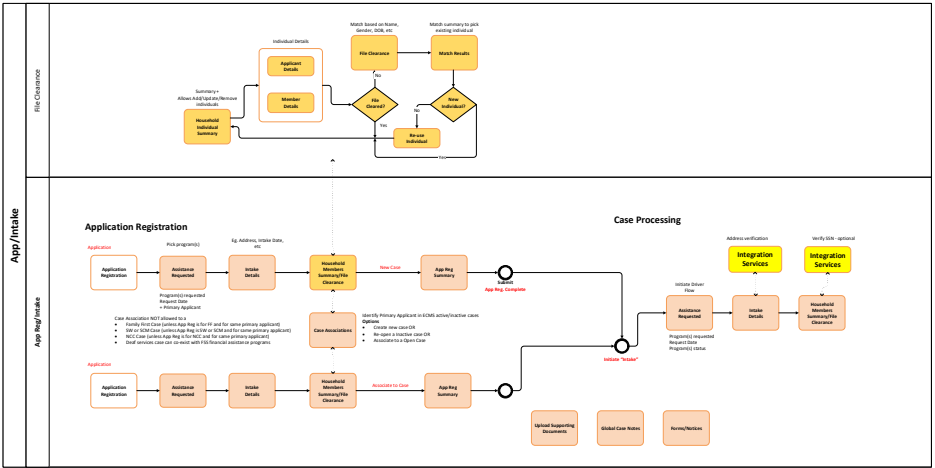 App/Intake
File Clearance
Match based on Name,
Gender, DOB, etc
Match summary to pick
existing individual
Individual Details
Applicant
Details
Member
Details
File Clearance
Match Results
No
File
Cleared?
Yes
New
Individual?
No
Yes
Re-use
Individual
Summary +
Allows Add/Update/Remove
individuals
Household
Individual
Summary
App Reg/Intake
Application Registration
Case Processing
Application
Pick program(s)
Eg. Address, Intake Date,
etc
Application
Registration
Assistance
Requested
Intake
Details
Household
Members
Summary/File
Clearance
New Case
App Reg
Summary
Submit
App Reg. Complete
Program(s) requested
Request Date
+ Primary Applicant
Case Association NOT allowed to a
• Family First Case (unless App Reg is for FF and for same primary applicant)
• SW or SCM Case (unless App Reg is SW or SCM and for same primary applicant)
• NCC Case (unless App Reg is for NCC and for same primary applicant)
• Deaf services case can co-exist with FSS financial assistance programs
Case Associations
Identify Primary Applicant in ECMS active/inactive cases
Options
• Create new case OR
• Re-open a inactive case OR
• Associate to a Open Case
Application
Application
Registration
Assistance
Requested
Intake
Details
Household
Members
Summary/File
Clearance
Associate to Case
App Reg
Summary
Initiate "Intake"
Address verification
Verify SSN - optional
Integration
Services
Integration
Services
Initiate Driver
Flow
Assistance
Requested
Intake
Details
Household
Members
Summary/File
Clearance
Program(s) requested
Request Date
Program(s) status
Upload Supporting
Documents
Global Case Notes
Forms/Notices